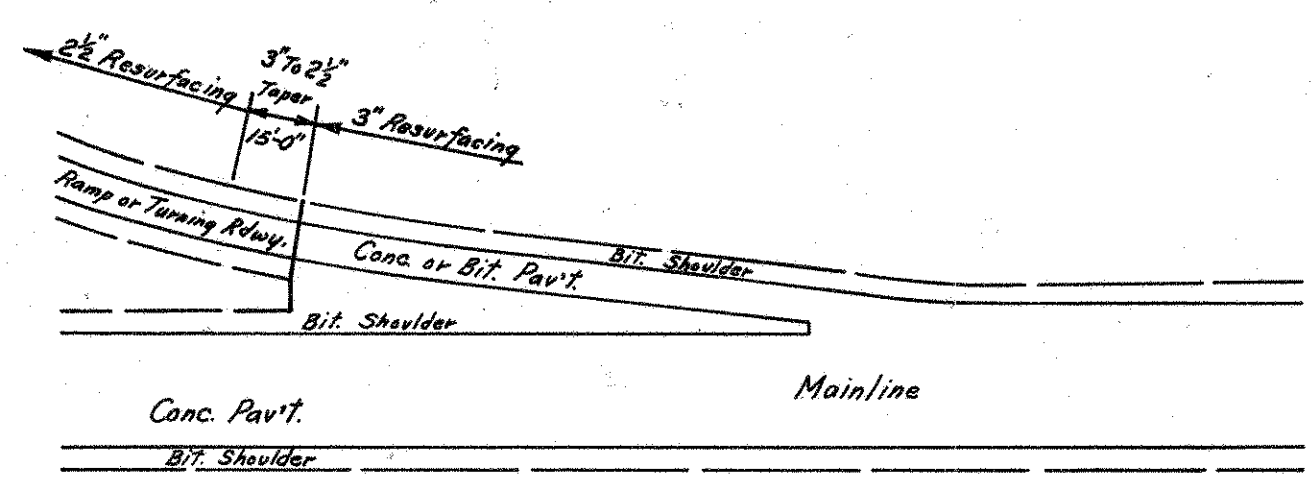 2½" Resurfacing
3" To 2½"
Taper
15'-0"
3" Resurfacing
Ramp or Turning Rdwy.
Conc. or Bit. Pav't.
Bit. Shoulder
Bit. Shoulder
Mainline
Conc. Pav't.
Bit. Shoulder